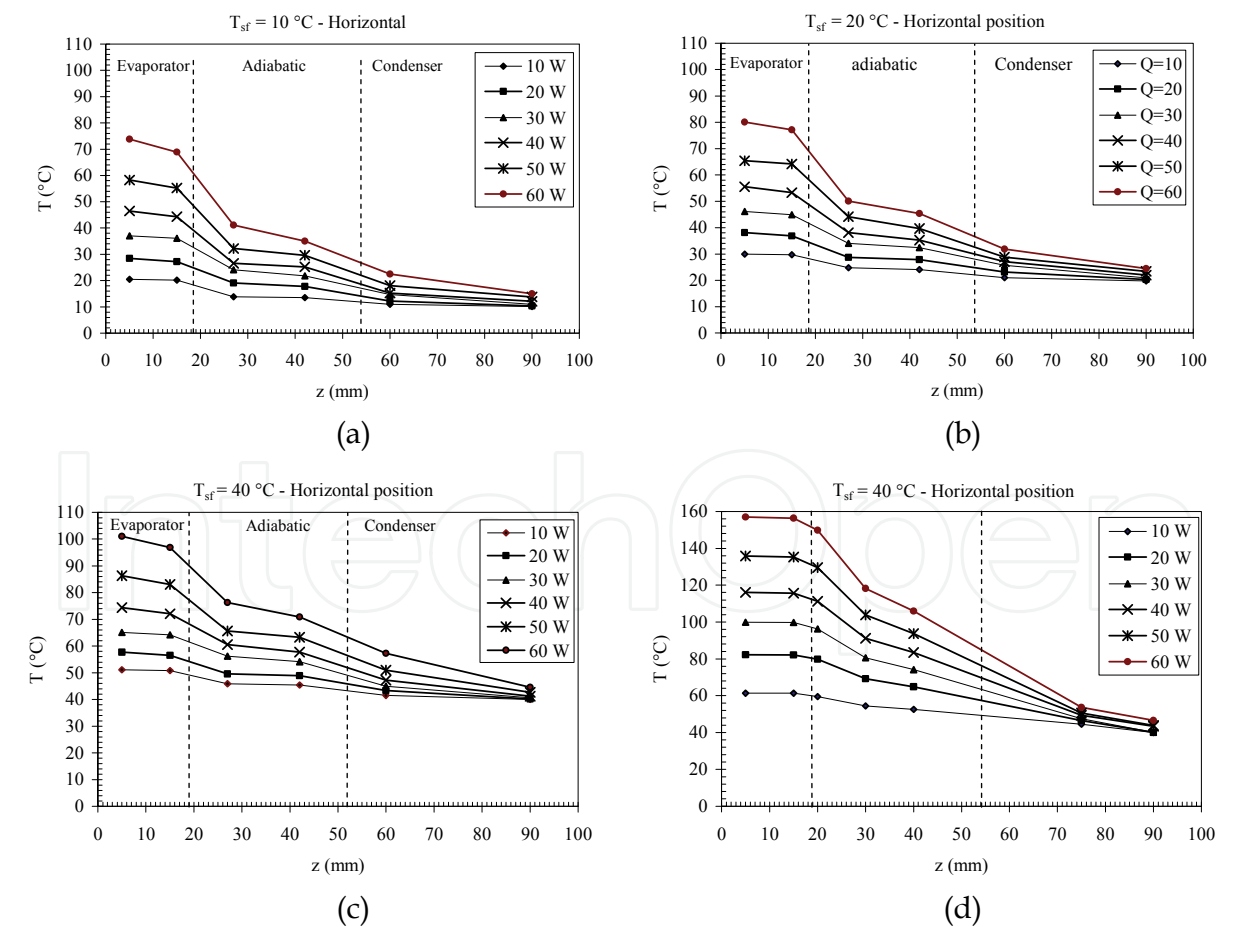 T_sf = 10 °C - Horizontal
110
100
90
80
70
60
50
40
30
20
10
0
T (°C)
Evaporator
Adiabatic
Condenser
10 W
20 W
30 W
40 W
50 W
60 W
0 10 20 30 40 50 60 70 80 90 100
z (mm)
(a)
T_sf = 20 °C - Horizontal position
110
100
90
80
70
60
50
40
30
20
10
0
T (°C)
Evaporator
adiabatic
Condenser
Q=10
Q=20
Q=30
Q=40
Q=50
Q=60
0 10 20 30 40 50 60 70 80 90 100
z (mm)
(b)
T_sf = 40 °C - Horizontal position
110
100
90
80
70
60
50
40
30
20
10
0
T (°C)
Evaporator
Adiabatic
Condenser
10 W
20 W
30 W
40 W
50 W
60 W
0 10 20 30 40 50 60 70 80 90 100
z (mm)
(c)
T_sf = 40 °C - Horizontal position
160
140
120
100
80
60
40
20
0
T (°C)
10 W
20 W
30 W
40 W
50 W
60 W
0 10 20 30 40 50 60 70 80 90 100
z (mm)
(d)
IntechOpen